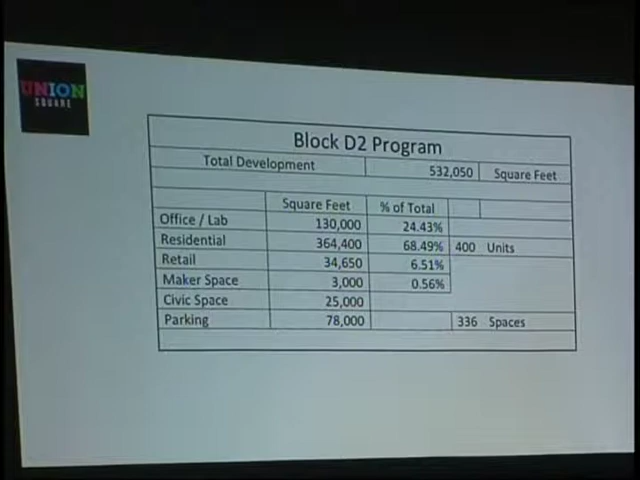 UNION
SQUARE
Block D2 Program
Total Development 532,050 Square Feet
Square Feet % of Total
Office / Lab 130,000 24.43%
Residential 364,400 68.49% 400 Units
Retail 34,650 6.51%
Maker Space 3,000 0.56%
Civic Space 25,000
Parking 78,000 336 Spaces